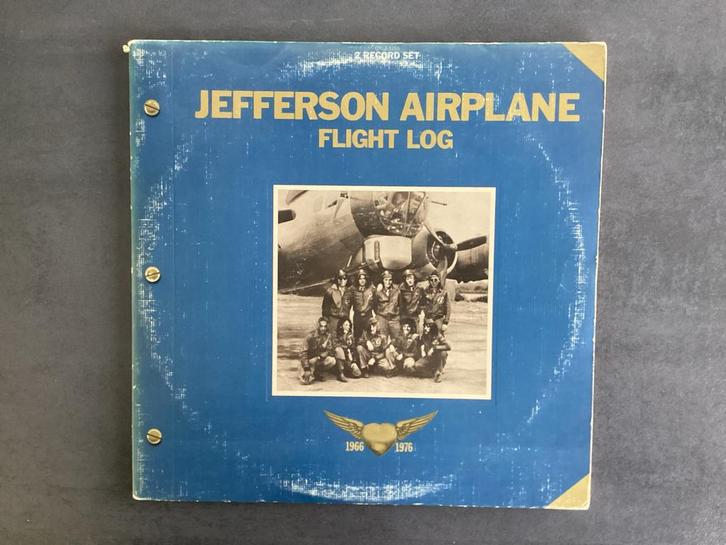 2 RECORD SET
JEFFERSON AIRPLANE
FLIGHT LOG
1966 1976